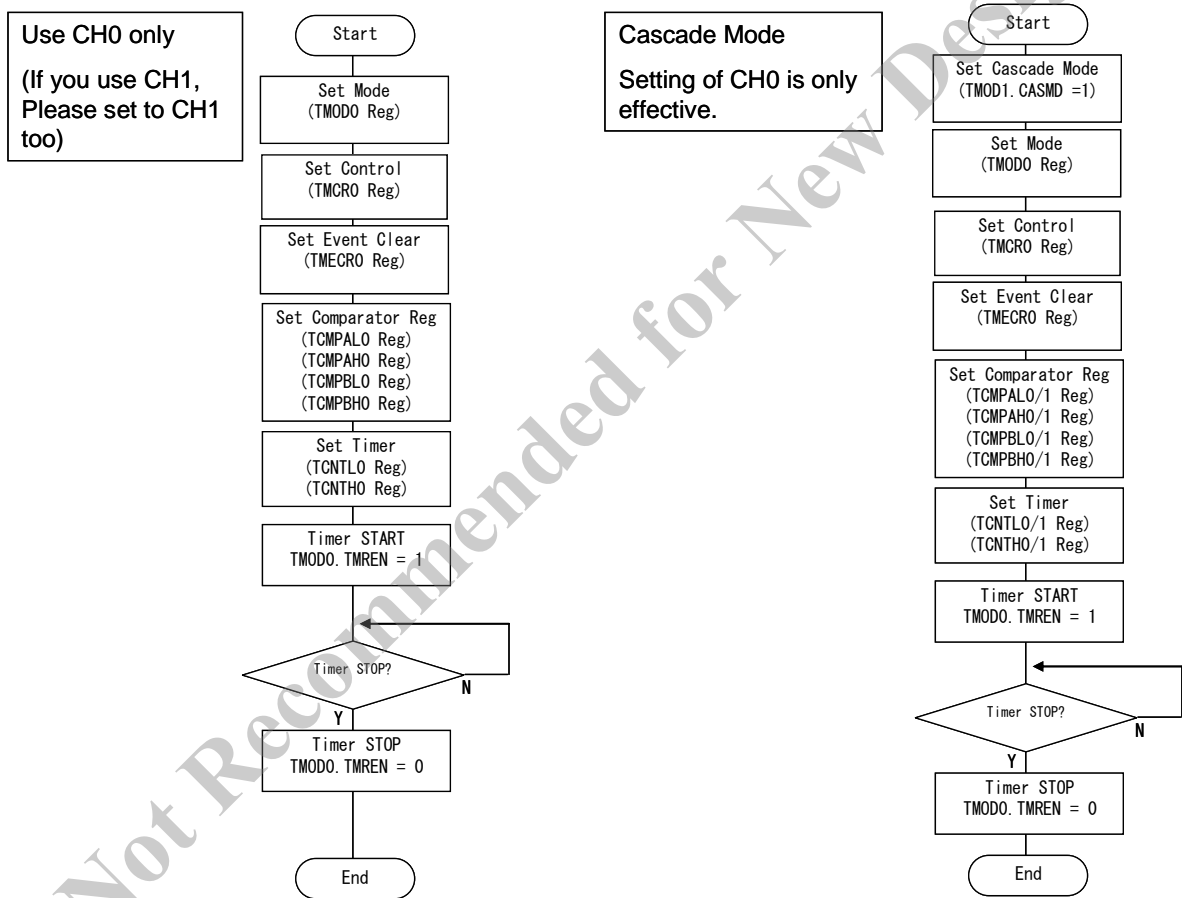 Use CH0 only
(If you use CH1,
Please set to CH1
too)
Start
Set Mode
(TMOD0 Reg)
Set Control
(TMCR0 Reg)
Set Event Clear
(TMECR0 Reg)
Set Comparator Reg
(TCMPAL0 Reg)
(TCMPAH0 Reg)
(TCMPBL0 Reg)
(TCMPBH0 Reg)
Set Timer
(TCNTL0 Reg)
(TCNTH0 Reg)
Timer START
TMOD0.TMREN = 1
Timer STOP?
N
Y
Timer STOP
TMOD0.TMREN = 0
End
Cascade Mode
Setting of CH0 is only
effective.
Start
Set Cascade Mode
(TMOD1.CASMD =1)
Set Mode
(TMOD0 Reg)
Set Control
(TMCR0 Reg)
Set Event Clear
(TMECR0 Reg)
Set Comparator Reg
(TCMPAL0/1 Reg)
(TCMPAH0/1 Reg)
(TCMPBL0/1 Reg)
(TCMPBH0/1 Reg)
Set Timer
(TCNTL0/1 Reg)
(TCNTH0/1 Reg)
Timer START
TMOD0.TMREN = 1
Timer STOP?
N
Y
Timer STOP
TMOD0.TMREN = 0
End
Not Recommended for New